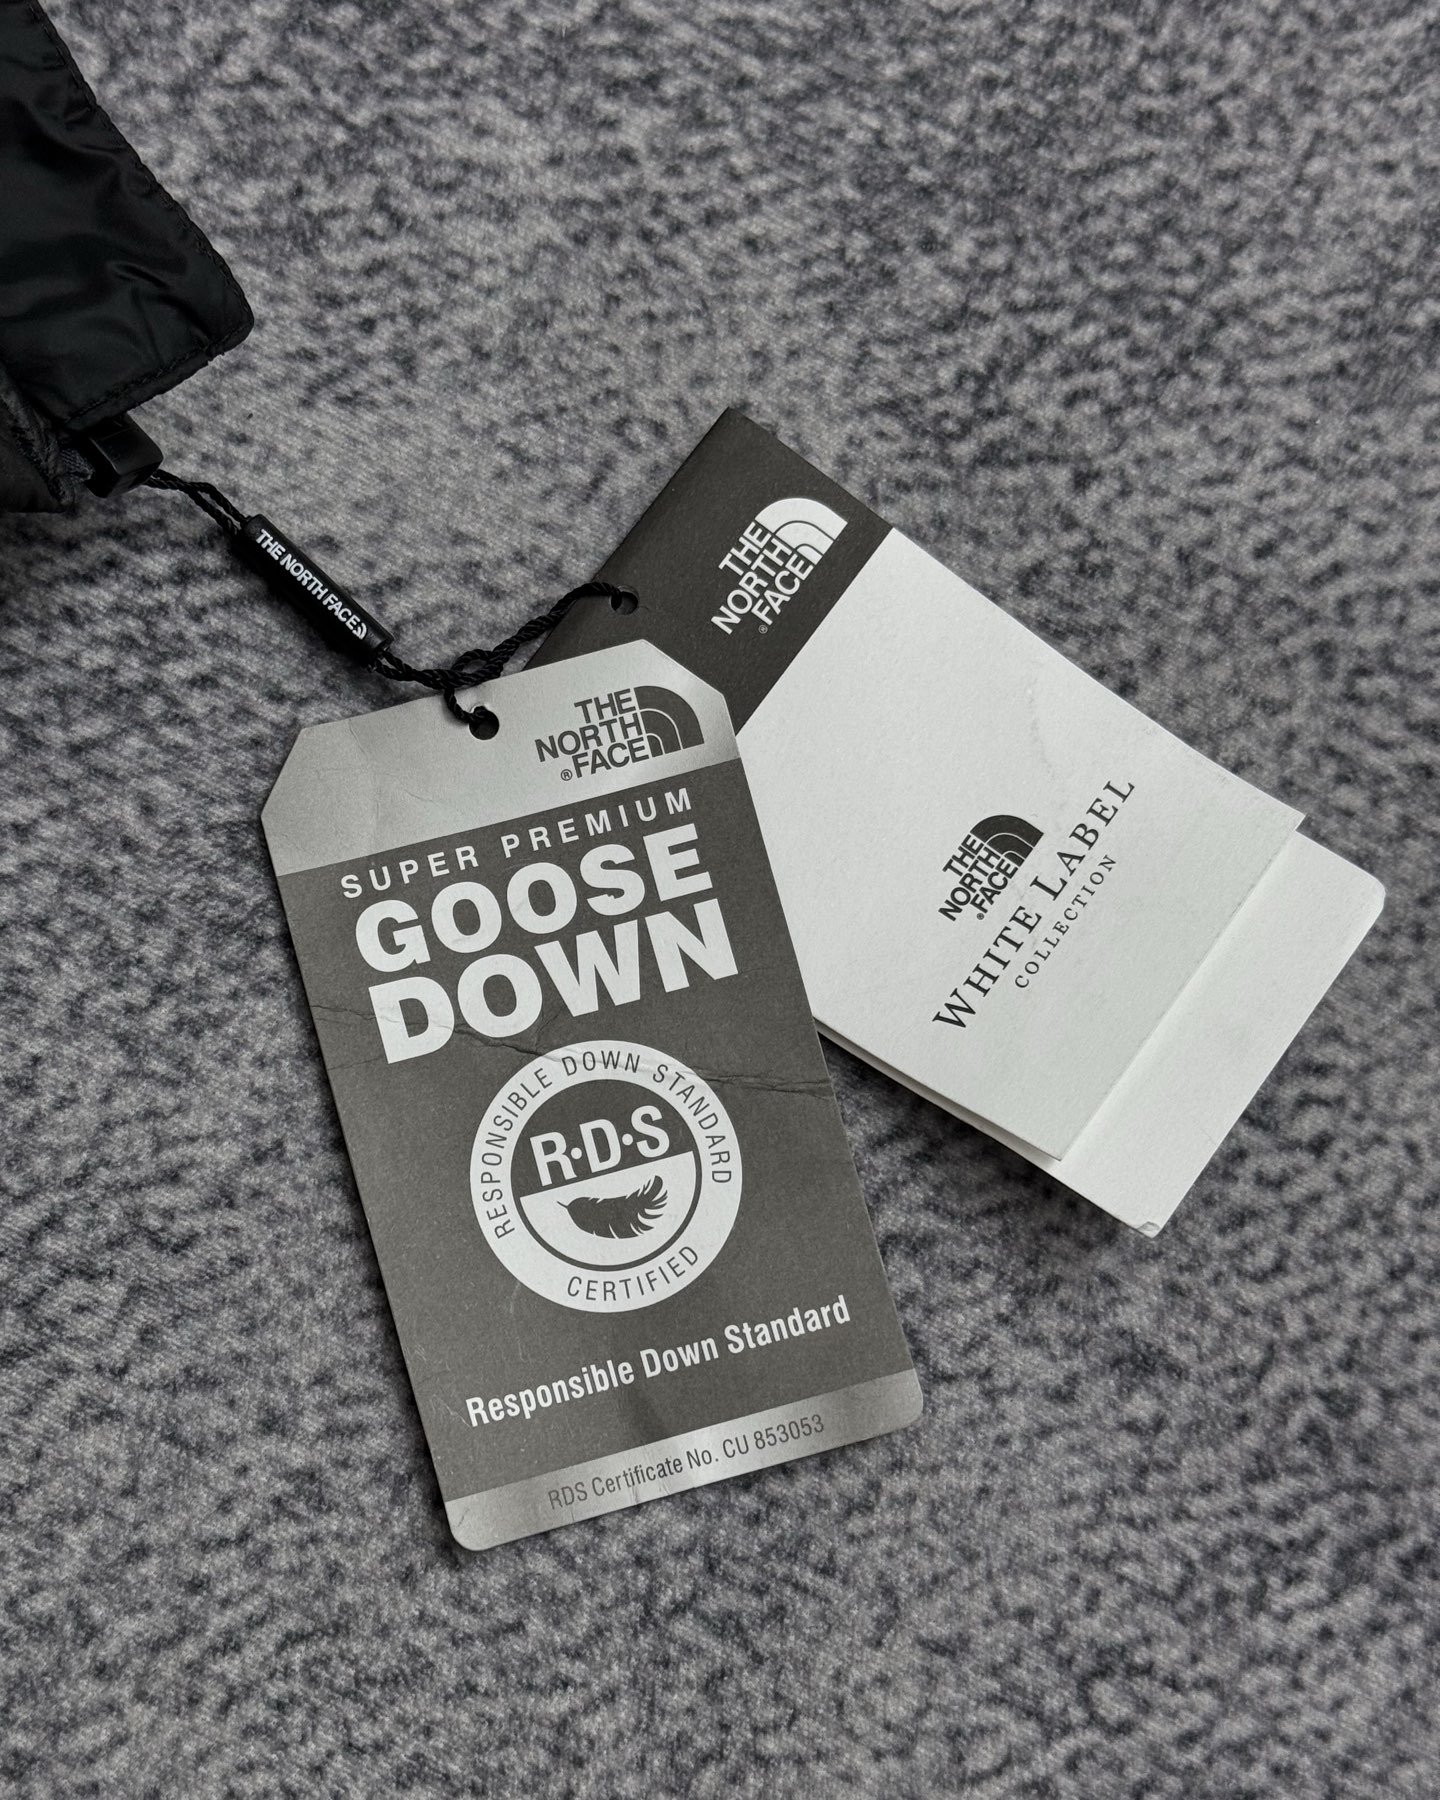 THE NORTH FACE
THE
NORTH
FACE
®
THE
NORTH
FACE
®
SUPER PREMIUM
GOOSE
DOWN
RESPONSIBLE DOWN STANDARD
R·D·S
CERTIFIED
Responsible Down Standard
RDS Certificate No. CU 853053
THE
NORTH
FACE
®
WHITE LABEL
COLLECTION